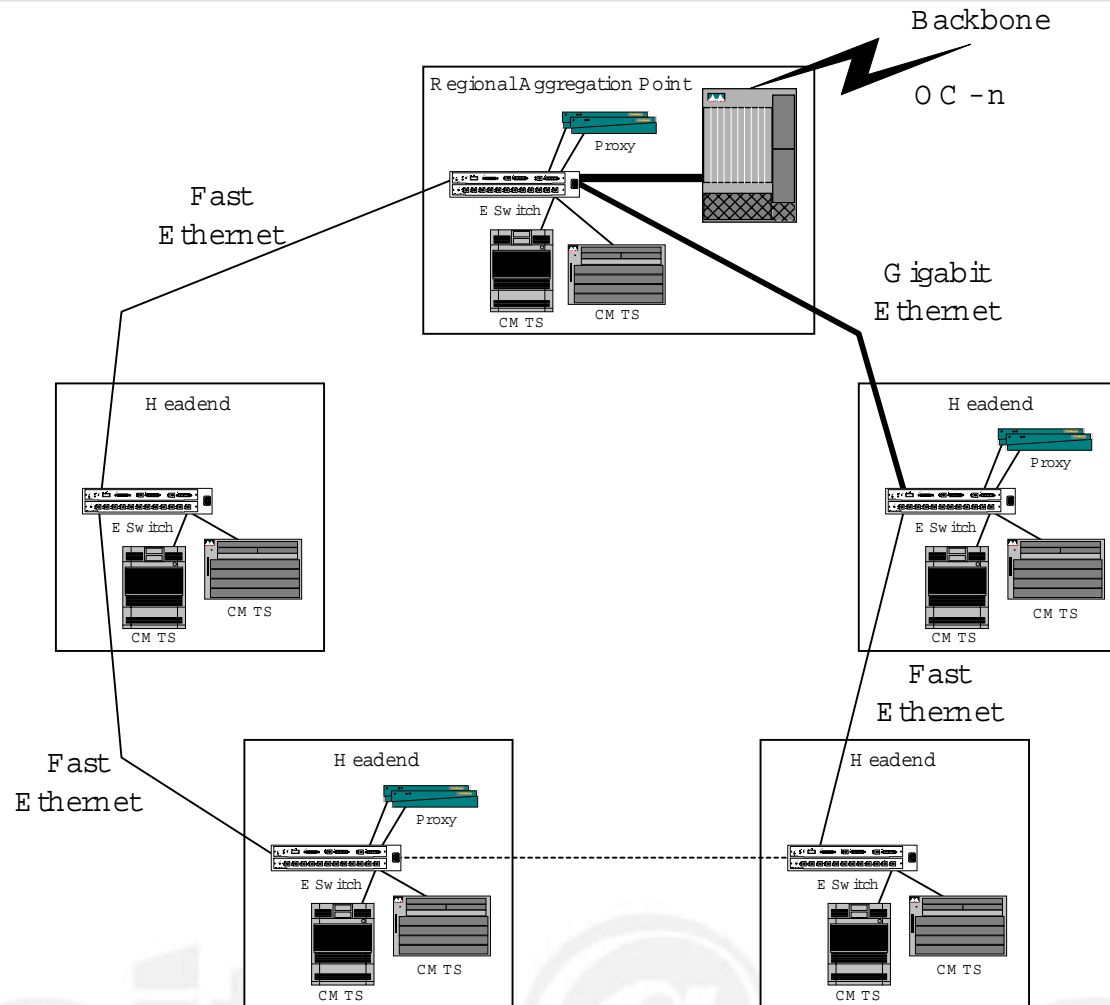 Backbone
Regional Aggregation Point
OC-n
Proxy
Fast
Ethernet
E Switch
CMTS
CMTS
Gigabit
Ethernet
Headend
E Switch
CMTS
CMTS
Headend
Proxy
E Switch
CMTS
CMTS
Fast
Ethernet
Fast
Ethernet
Headend
Proxy
E Switch
CMTS
CMTS
Headend
E Switch
CMTS
CMTS